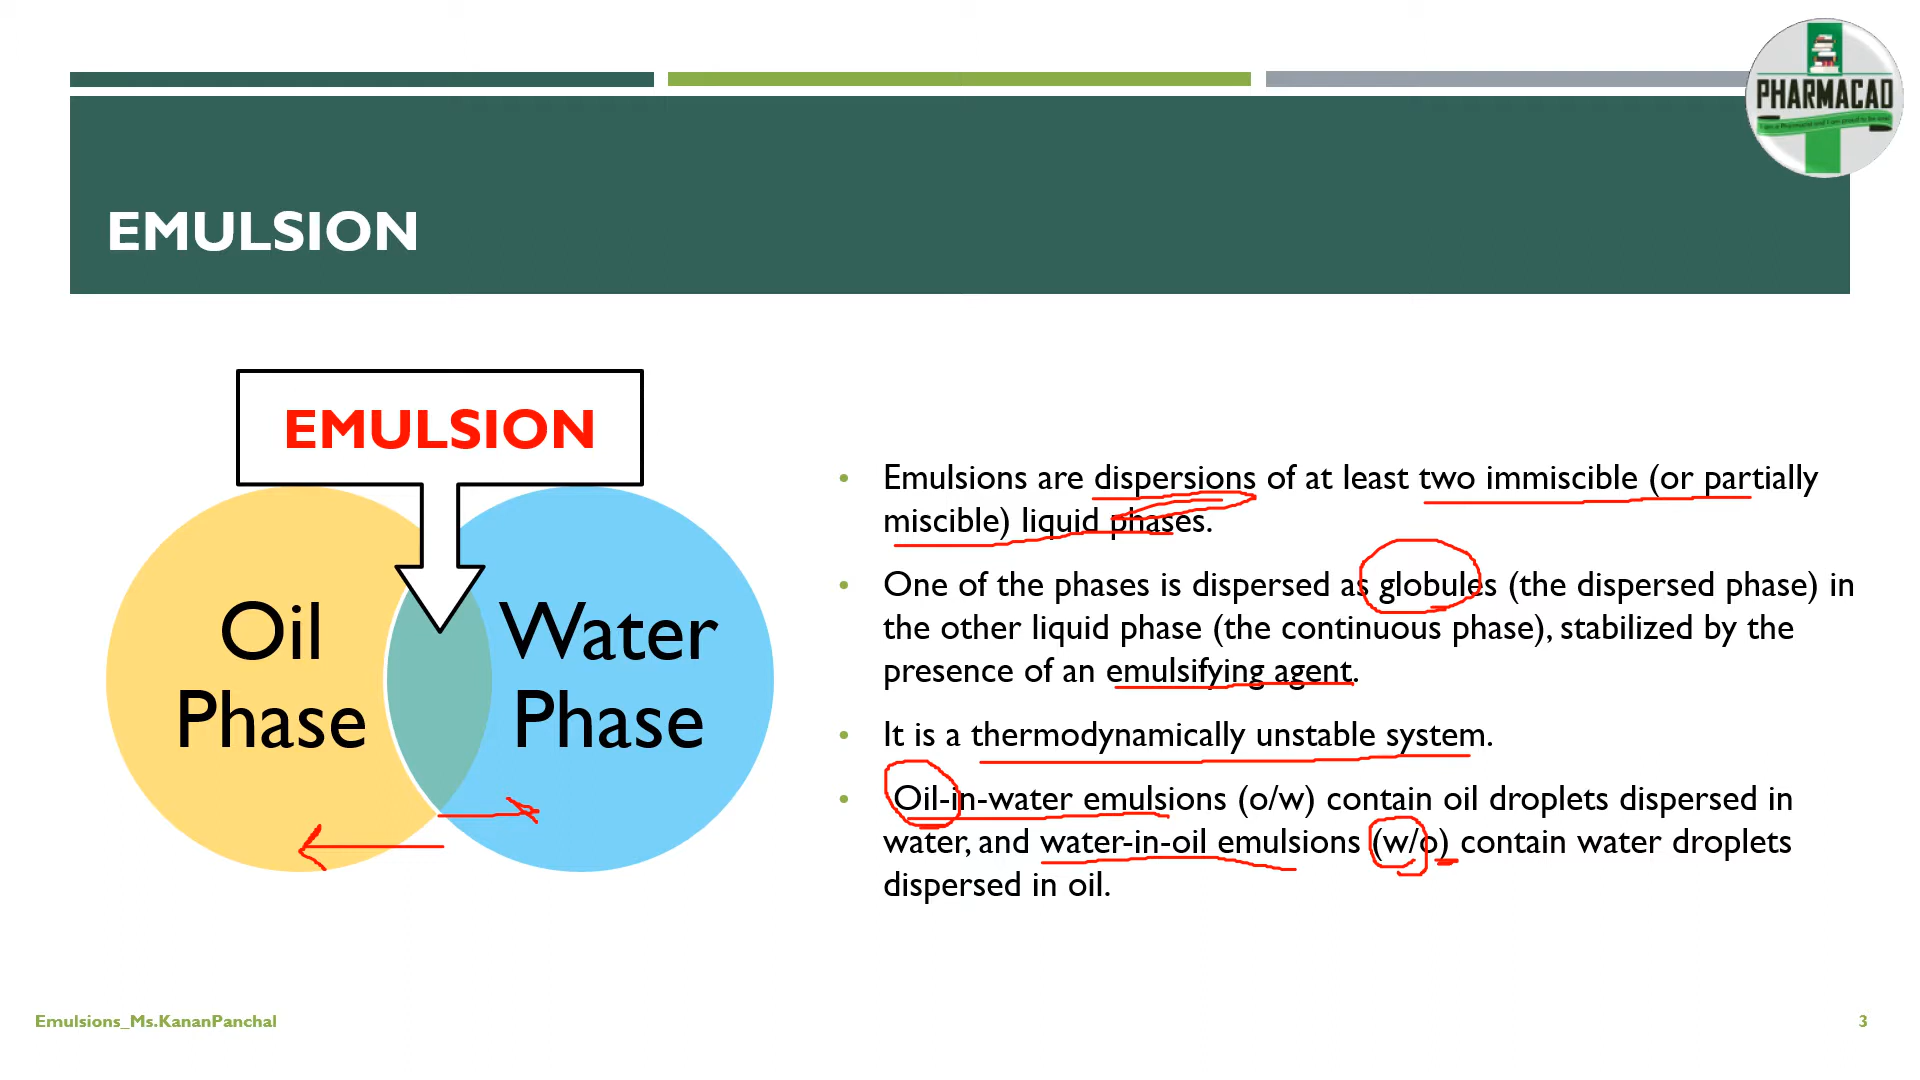 PHARMACAD
EMULSION
EMULSION
Oil
Phase
Water
Phase
• Emulsions are dispersions of at least two immiscible (or partially
miscible) liquid phases.
• One of the phases is dispersed as globules (the dispersed phase) in
the other liquid phase (the continuous phase), stabilized by the
presence of an emulsifying agent.
• It is a thermodynamically unstable system.
• Oil-in-water emulsions (o/w) contain oil droplets dispersed in
water, and water-in-oil emulsions (w/o) contain water droplets
dispersed in oil.
Emulsions_Ms.KananPanchal
3